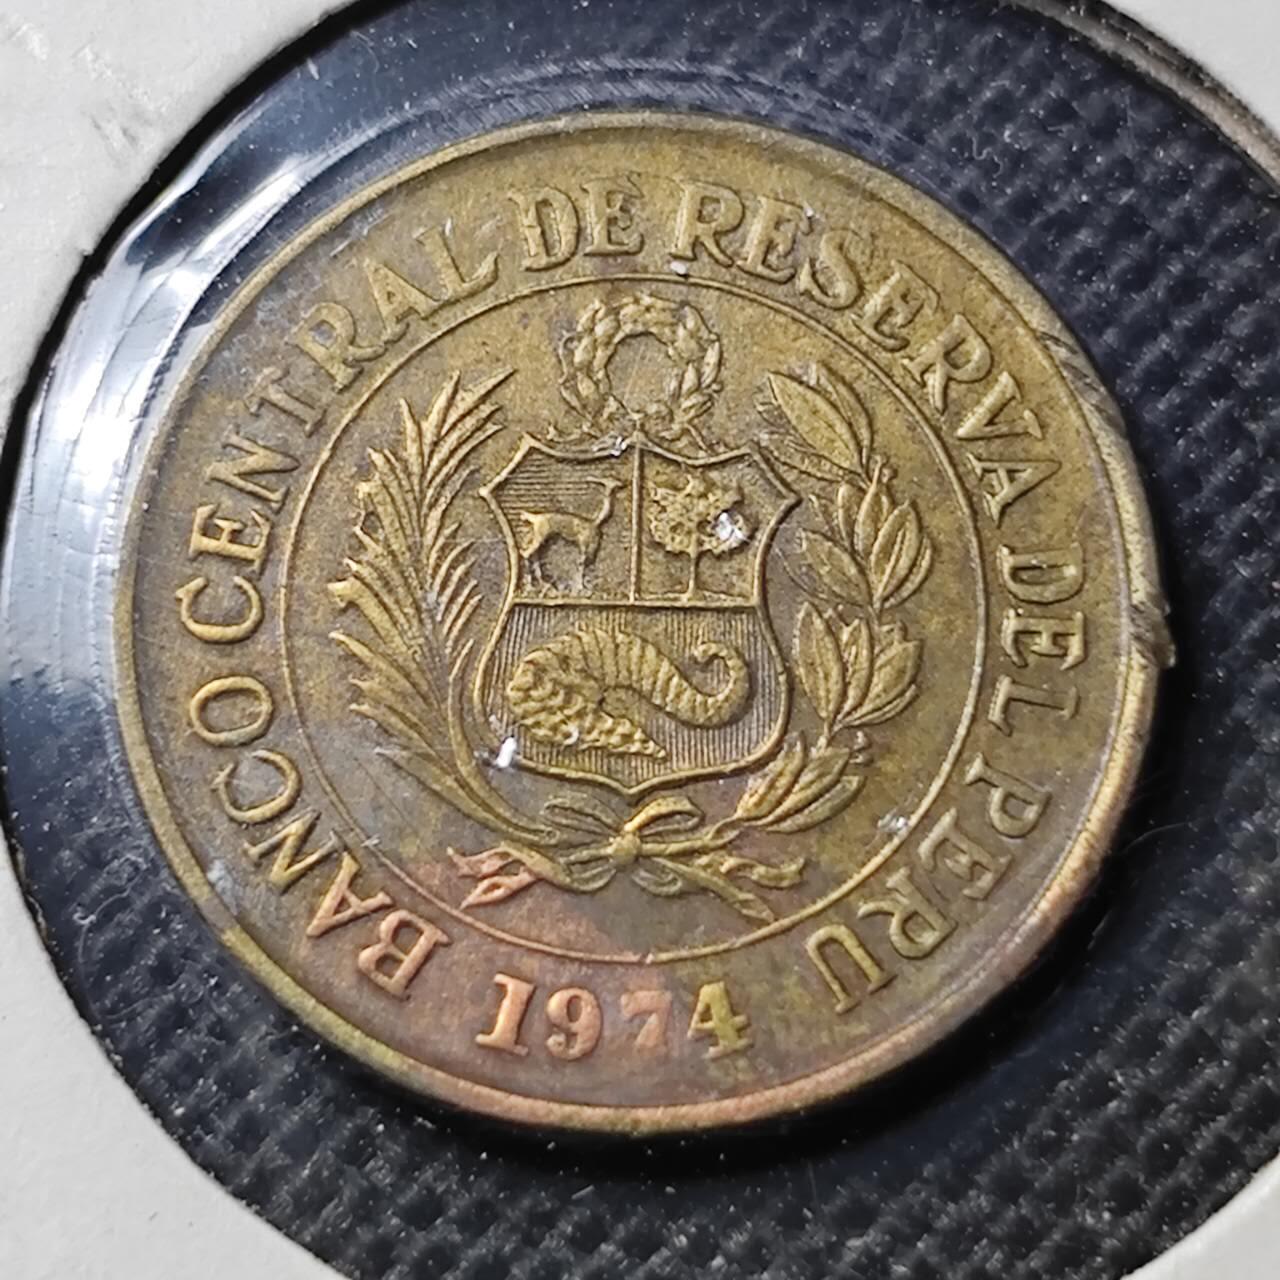 BANCO CENTRAL DE RESERVA DEL PERU
1974